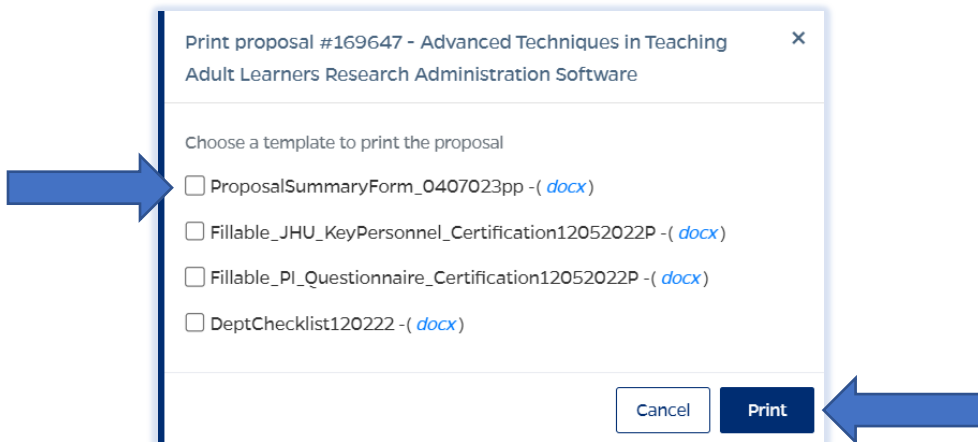 Print proposal #169647 - Advanced Techniques in Teaching
Adult Learners Research Administration Software
×
Choose a template to print the proposal
ProposalSummaryForm_0407023pp -( docx )
Fillable_JHU_KeyPersonnel_Certification12052022P -( docx )
Fillable_PI_Questionnaire_Certification12052022P -( docx )
DeptChecklist120222 -( docx )
Cancel
Print